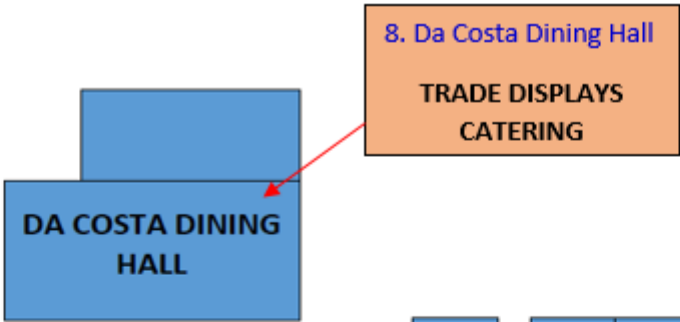 8. Da Costa Dining Hall
TRADE DISPLAYS
CATERING
DA COSTA DINING
HALL